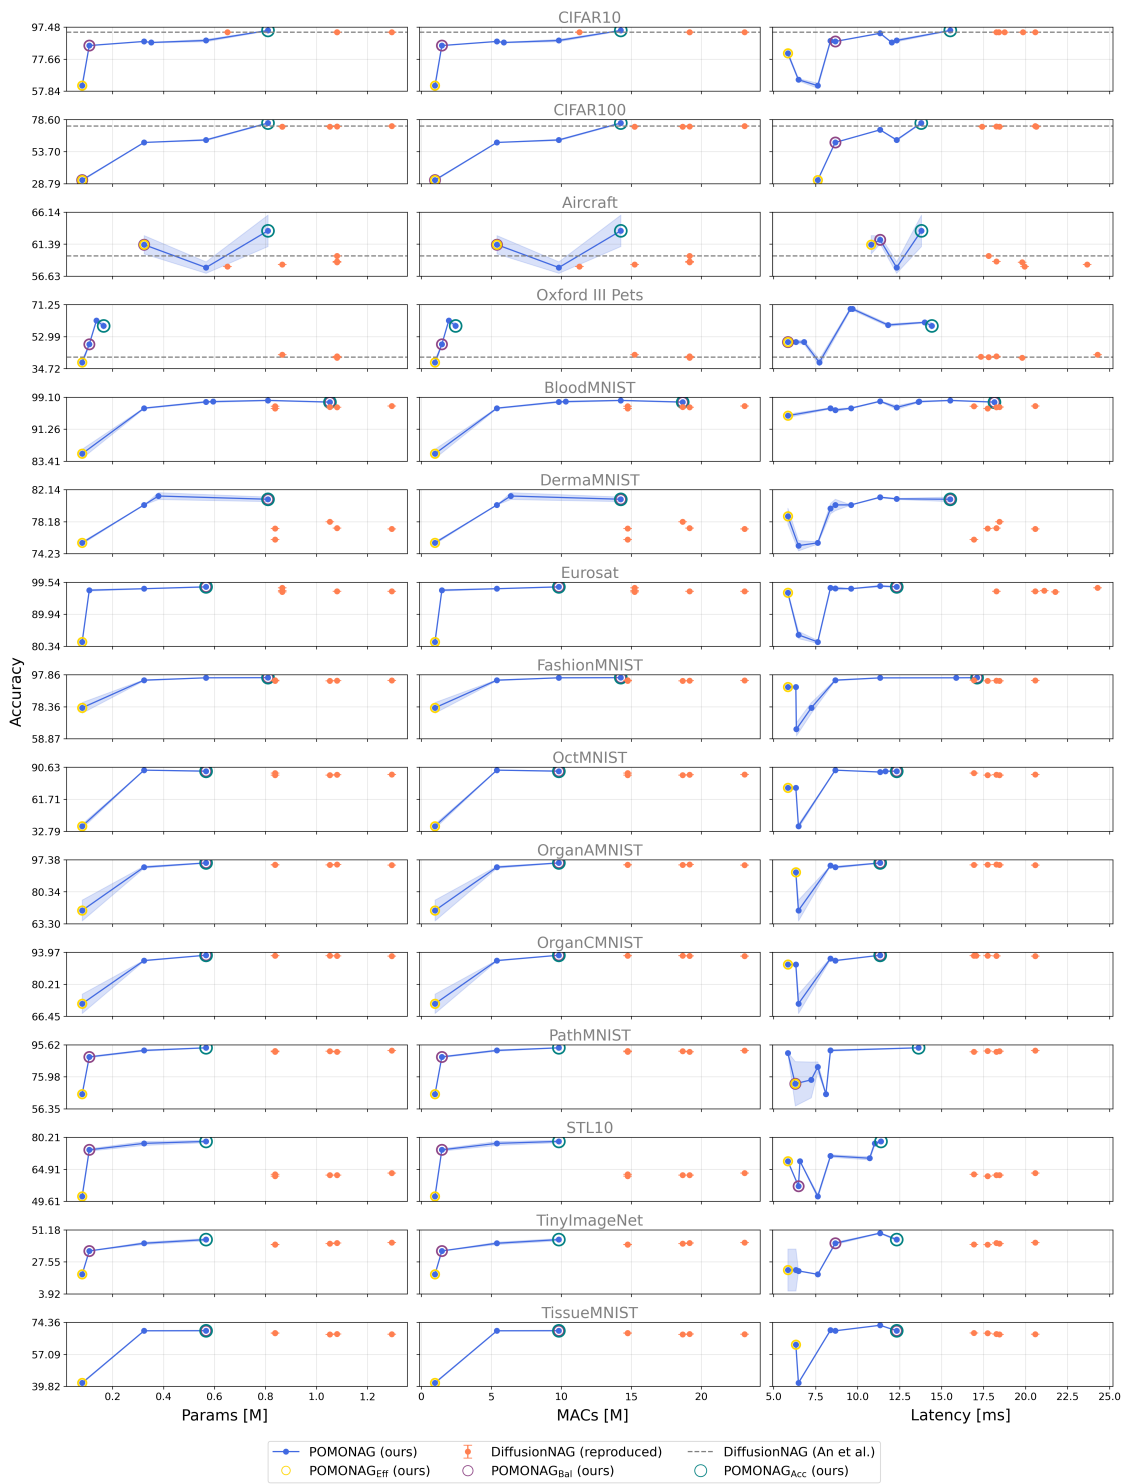 CIFAR10
97.48
77.66
57.84
CIFAR100
78.60
53.70
28.79
Aircraft
66.14
61.39
56.63
Oxford III Pets
71.25
52.99
34.72
BloodMNIST
99.10
91.26
83.41
DermaMNIST
82.14
78.18
74.23
Eurosat
99.54
89.94
80.34
FashionMNIST
97.86
78.36
58.87
OctMNIST
90.63
61.71
32.79
OrganAMNIST
97.38
80.34
63.30
OrganCMNIST
93.97
80.21
66.45
PathMNIST
95.62
75.98
56.35
STL10
80.21
64.91
49.61
TinyImageNet
51.18
27.55
3.92
TissueMNIST
74.36
57.09
39.82
Accuracy
0.2 0.4 0.6 0.8 1.0 1.2
0 5 10 15 20
5.0 7.5 10.0 12.5 15.0 17.5 20.0 22.5 25.0
Params [M]
MACs [M]
Latency [ms]
POMONAG (ours) DiffusionNAG (reproduced) DiffusionNAG (An et al.)
POMONAG_Eff (ours) POMONAG_Bal (ours) POMONAG_Acc (ours)